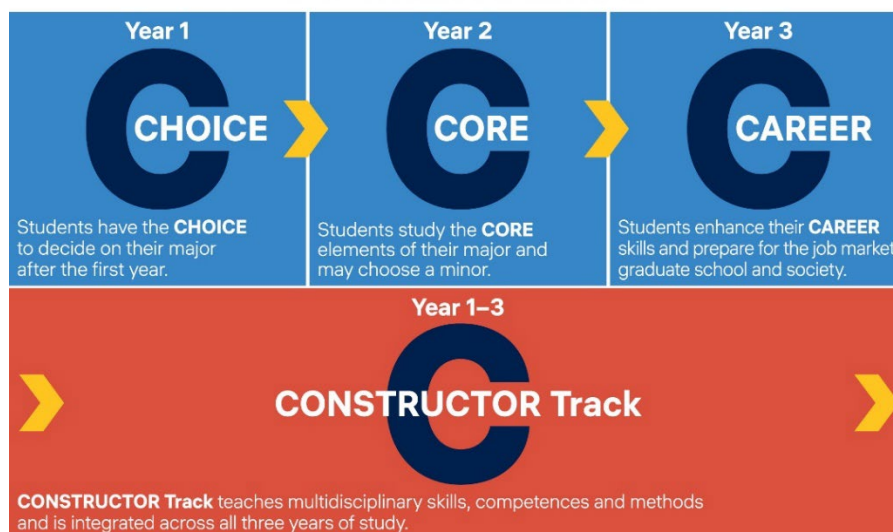 Year 1
CHOICE
Students have the CHOICE
to decide on their major
after the first year.
Year 2
CORE
Students study the CORE
elements of their major and
may choose a minor.
Year 3
CAREER
Students enhance their CAREER
skills and prepare for the job market
graduate school and society.
Year 1–3
CONSTRUCTOR Track
CONSTRUCTOR Track teaches multidisciplinary skills, competences and methods
and is integrated across all three years of study.